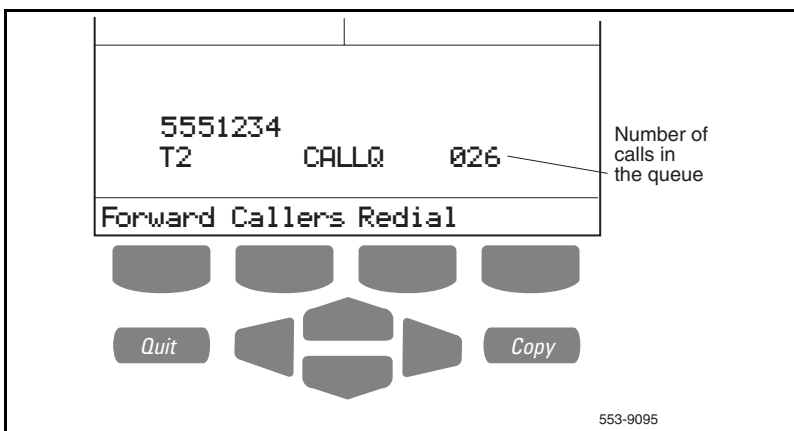 5551234
T2 CALLQ 026
Number of
calls in
the queue
Forward Callers Redial
Quit Copy
553-9095